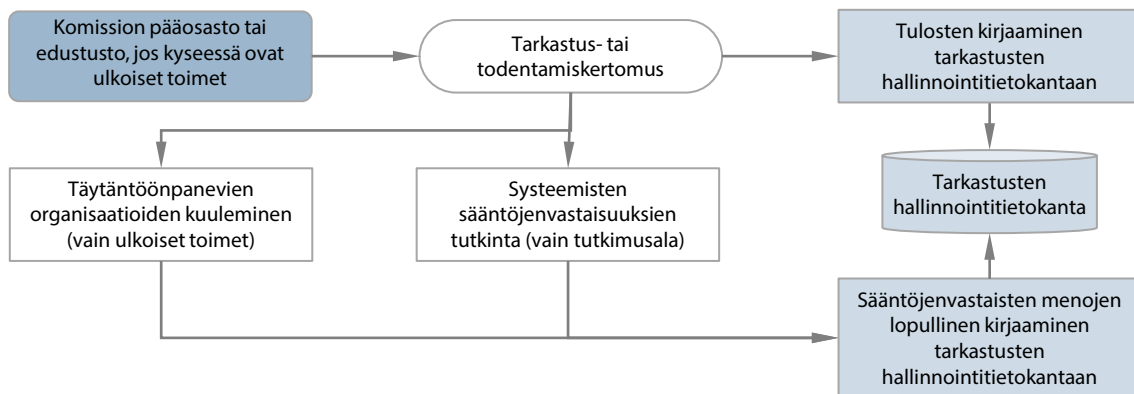 Komission pääosasto tai
edustusto, jos kyseessä ovat
ulkoiset toimet
Tarkastus- tai
todentamiskertomus
Tulosten kirjaaminen
tarkastusten
hallinnointitietokantaan
Täytäntöönpanevien
organisaatioiden kuuleminen
(vain ulkoiset toimet)
Systeemisten
sääntöjenvastaisuuksien
tutkinta (vain tutkimusala)
Tarkastusten
hallinnointitietokanta
Sääntöjenvastaisten menojen
lopullinen kirjaaminen
tarkastusten
hallinnointitietokantaan